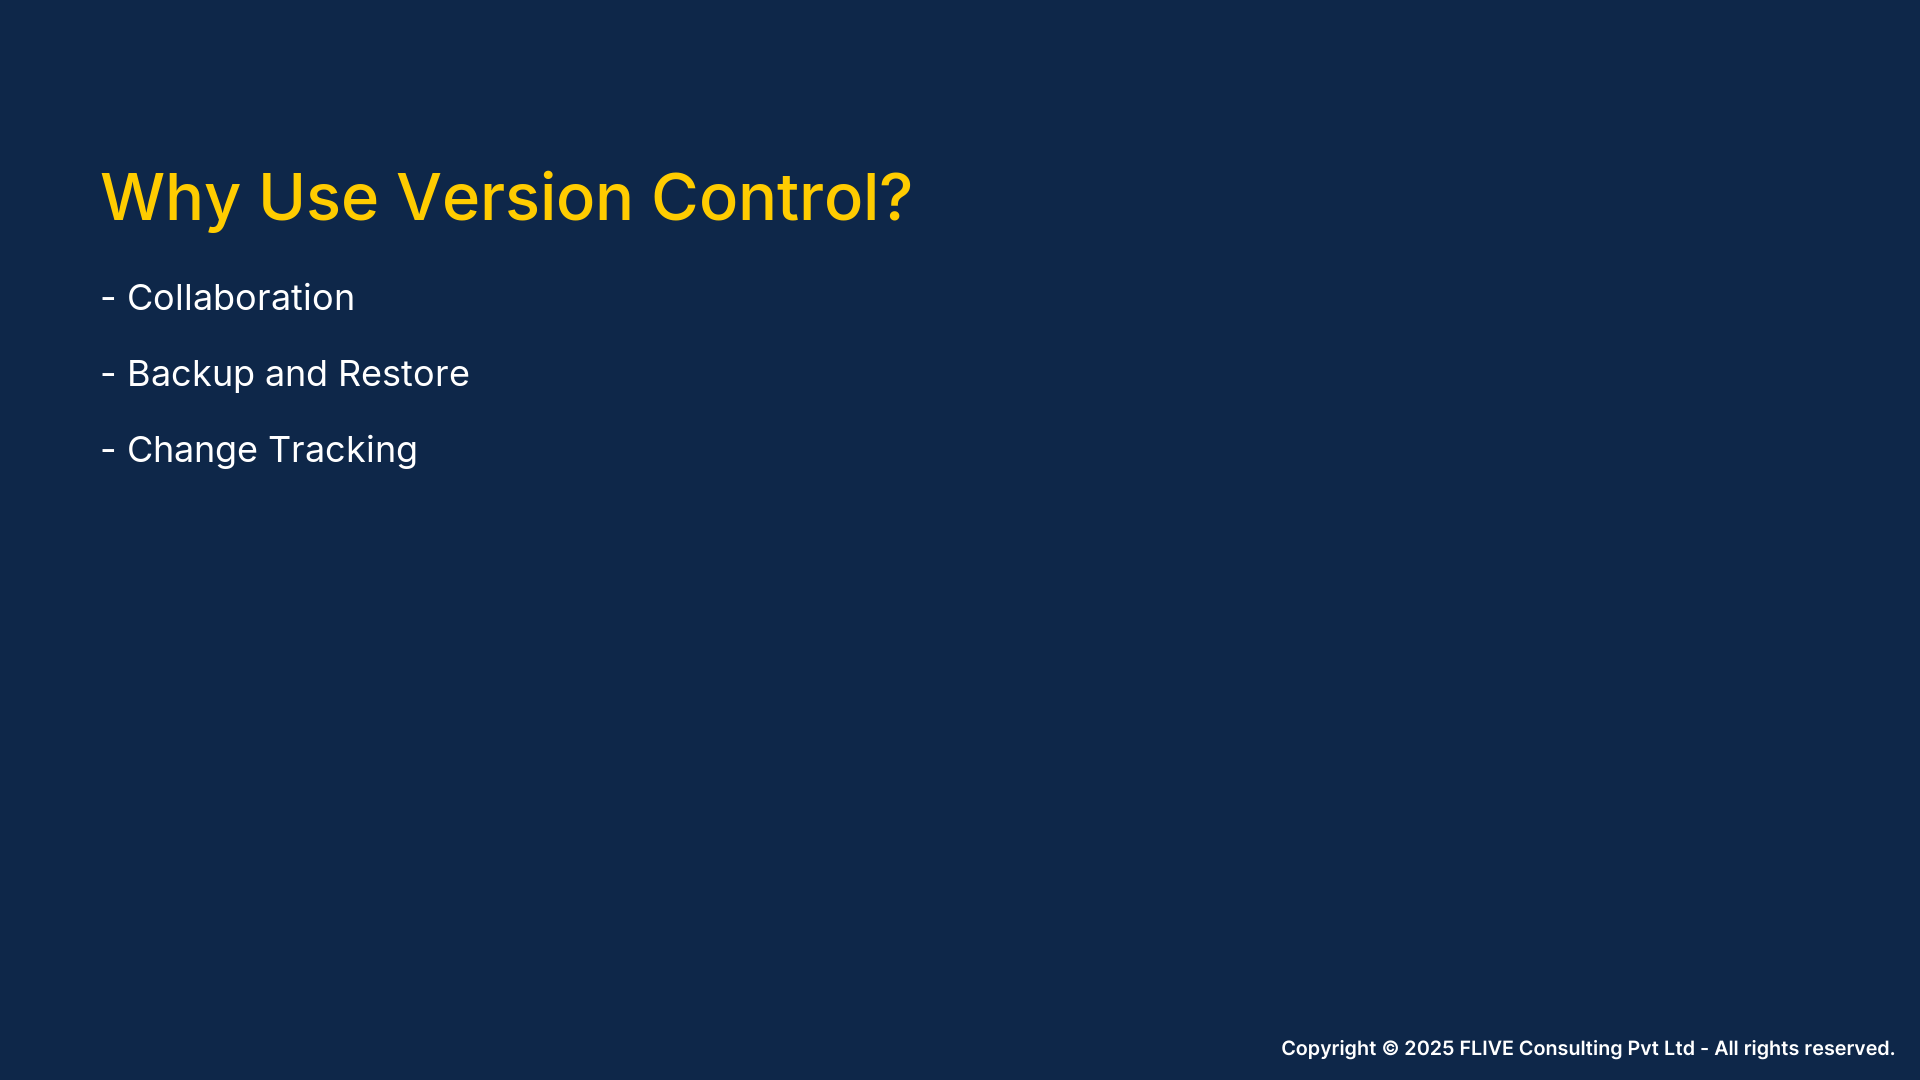 Why Use Version Control?
- Collaboration
- Backup and Restore
- Change Tracking
Copyright © 2025 FLIVE Consulting Pvt Ltd - All rights reserved.